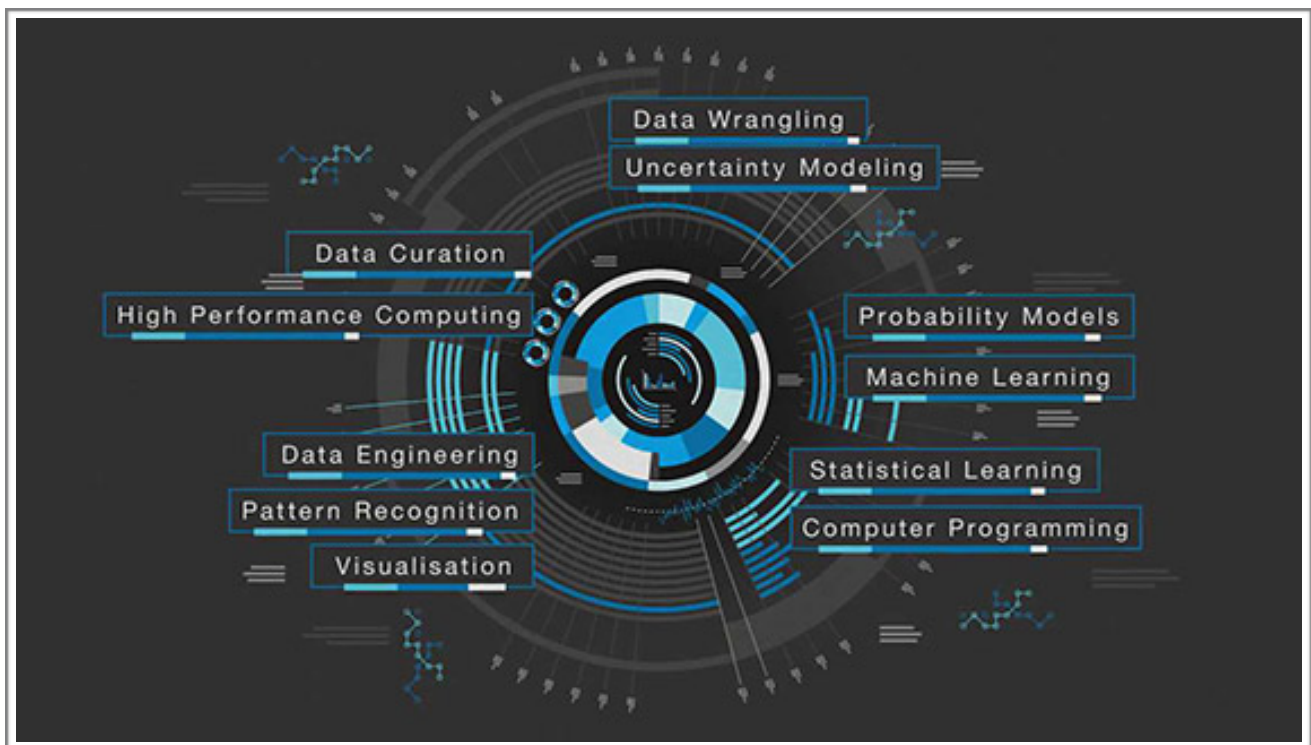 Data Wrangling
Uncertainty Modeling
Data Curation
High Performance Computing
Probability Models
Machine Learning
Data Engineering
Statistical Learning
Pattern Recognition
Computer Programming
Visualisation